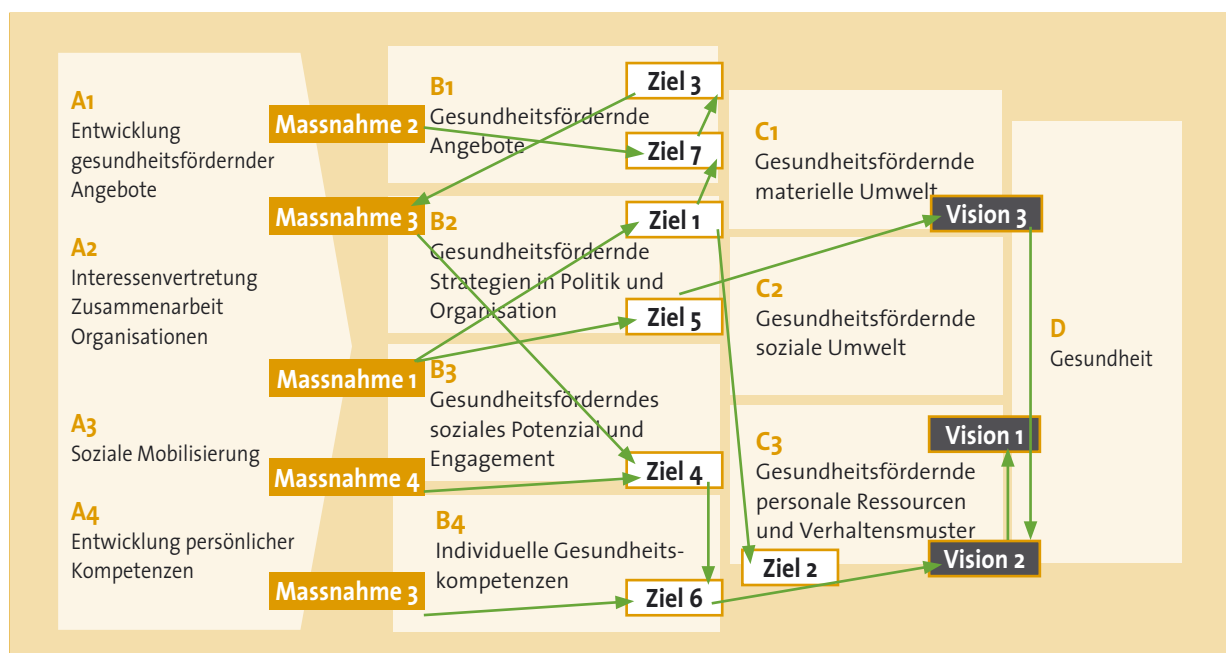 A1
Entwicklung
gesundheitsfördernder
Angebote
A2
Interessenvertretung
Zusammenarbeit
Organisationen
A3
Soziale Mobilisierung
A4
Entwicklung persönlicher
Kompetenzen
Massnahme 2
Massnahme 3
Massnahme 1
Massnahme 4
Massnahme 3
B1
Gesundheitsfördernde
Angebote
B2
Gesundheitsfördernde
Strategien in Politik und
Organisation
B3
Gesundheitsförderndes
soziales Potenzial und
Engagement
B4
Individuelle Gesundheits-
kompetenzen
Ziel 3
Ziel 7
Ziel 1
Ziel 5
Ziel 4
Ziel 6
C1
Gesundheitsfördernde
materielle Umwelt
C2
Gesundheitsfördernde
soziale Umwelt
C3
Gesundheitsfördernde
personale Ressourcen
und Verhaltensmuster
Ziel 2
Vision 3
Vision 1
Vision 2
D
Gesundheit